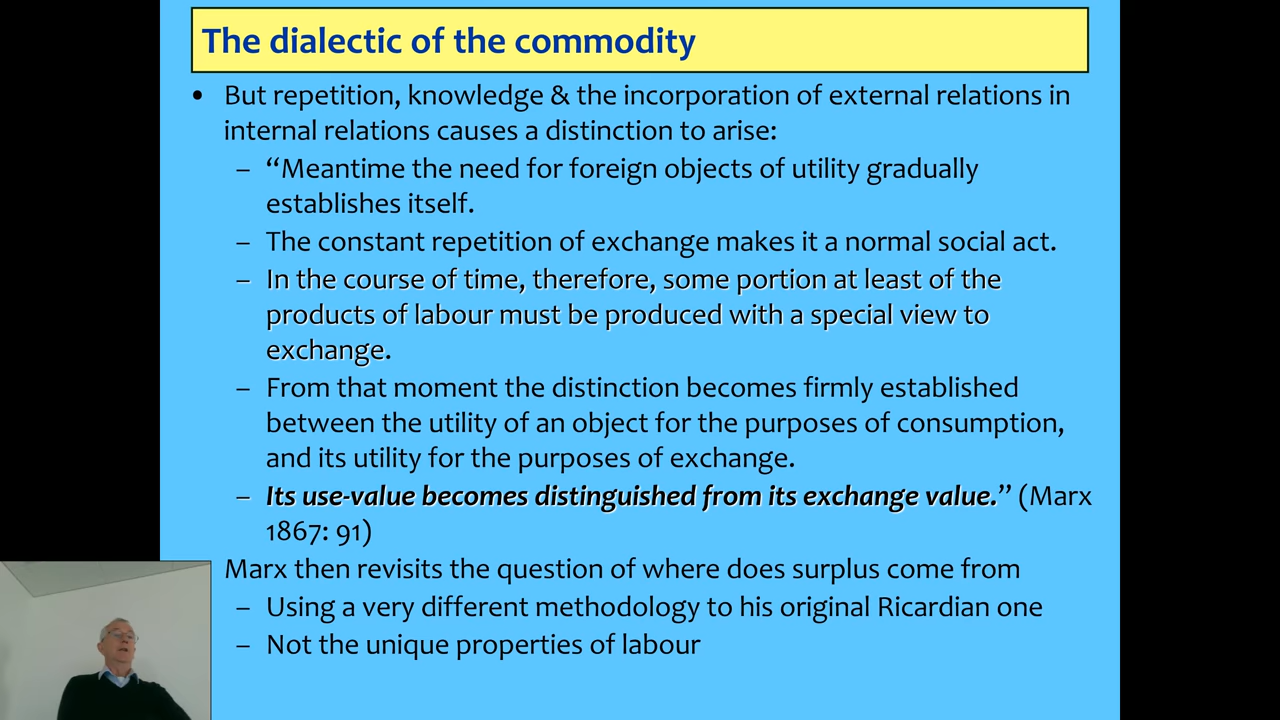 The dialectic of the commodity
• But repetition, knowledge & the incorporation of external relations in
internal relations causes a distinction to arise:
– “Meantime the need for foreign objects of utility gradually
establishes itself.
– The constant repetition of exchange makes it a normal social act.
– In the course of time, therefore, some portion at least of the
products of labour must be produced with a special view to
exchange.
– From that moment the distinction becomes firmly established
between the utility of an object for the purposes of consumption,
and its utility for the purposes of exchange.
– Its use-value becomes distinguished from its exchange value.” (Marx
1867: 91)
Marx then revisits the question of where does surplus come from
– Using a very different methodology to his original Ricardian one
– Not the unique properties of labour